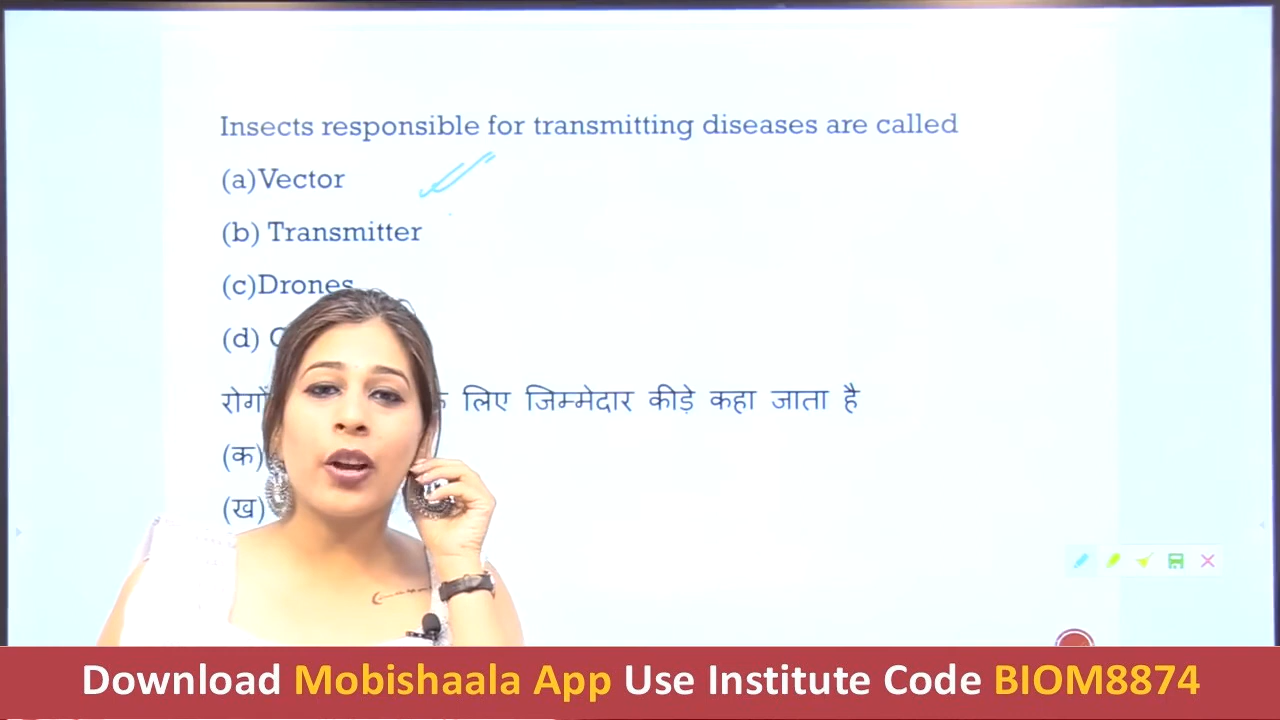 Insects responsible for transmitting diseases are called
(a)Vector
(b) Transmitter
(c)Drones
(d)
लिए जिम्मेदार कीड़े कहा जाता है
(क)
(ख)
Download Mobishaala App Use Institute Code BIOM8874